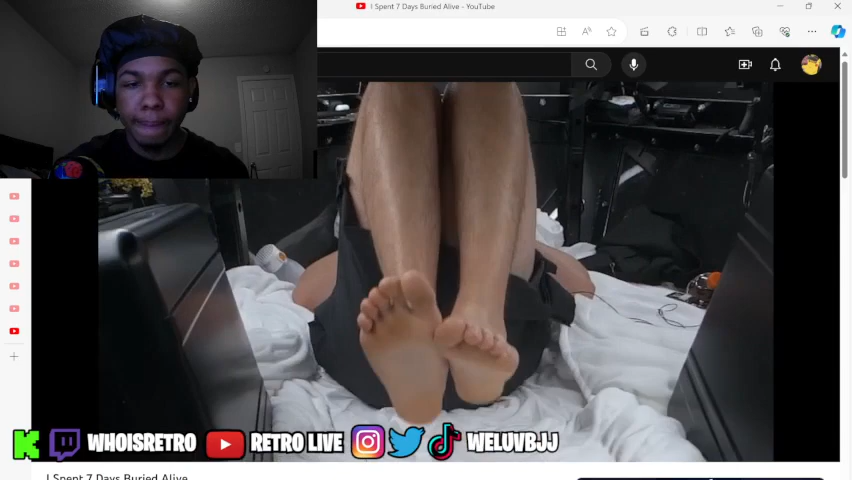 I Spent 7 Days Buried Alive - YouTube
WHOISRETRO RETRO LIVE WELUVBJJ
I Spent 7 Days Buried Alive